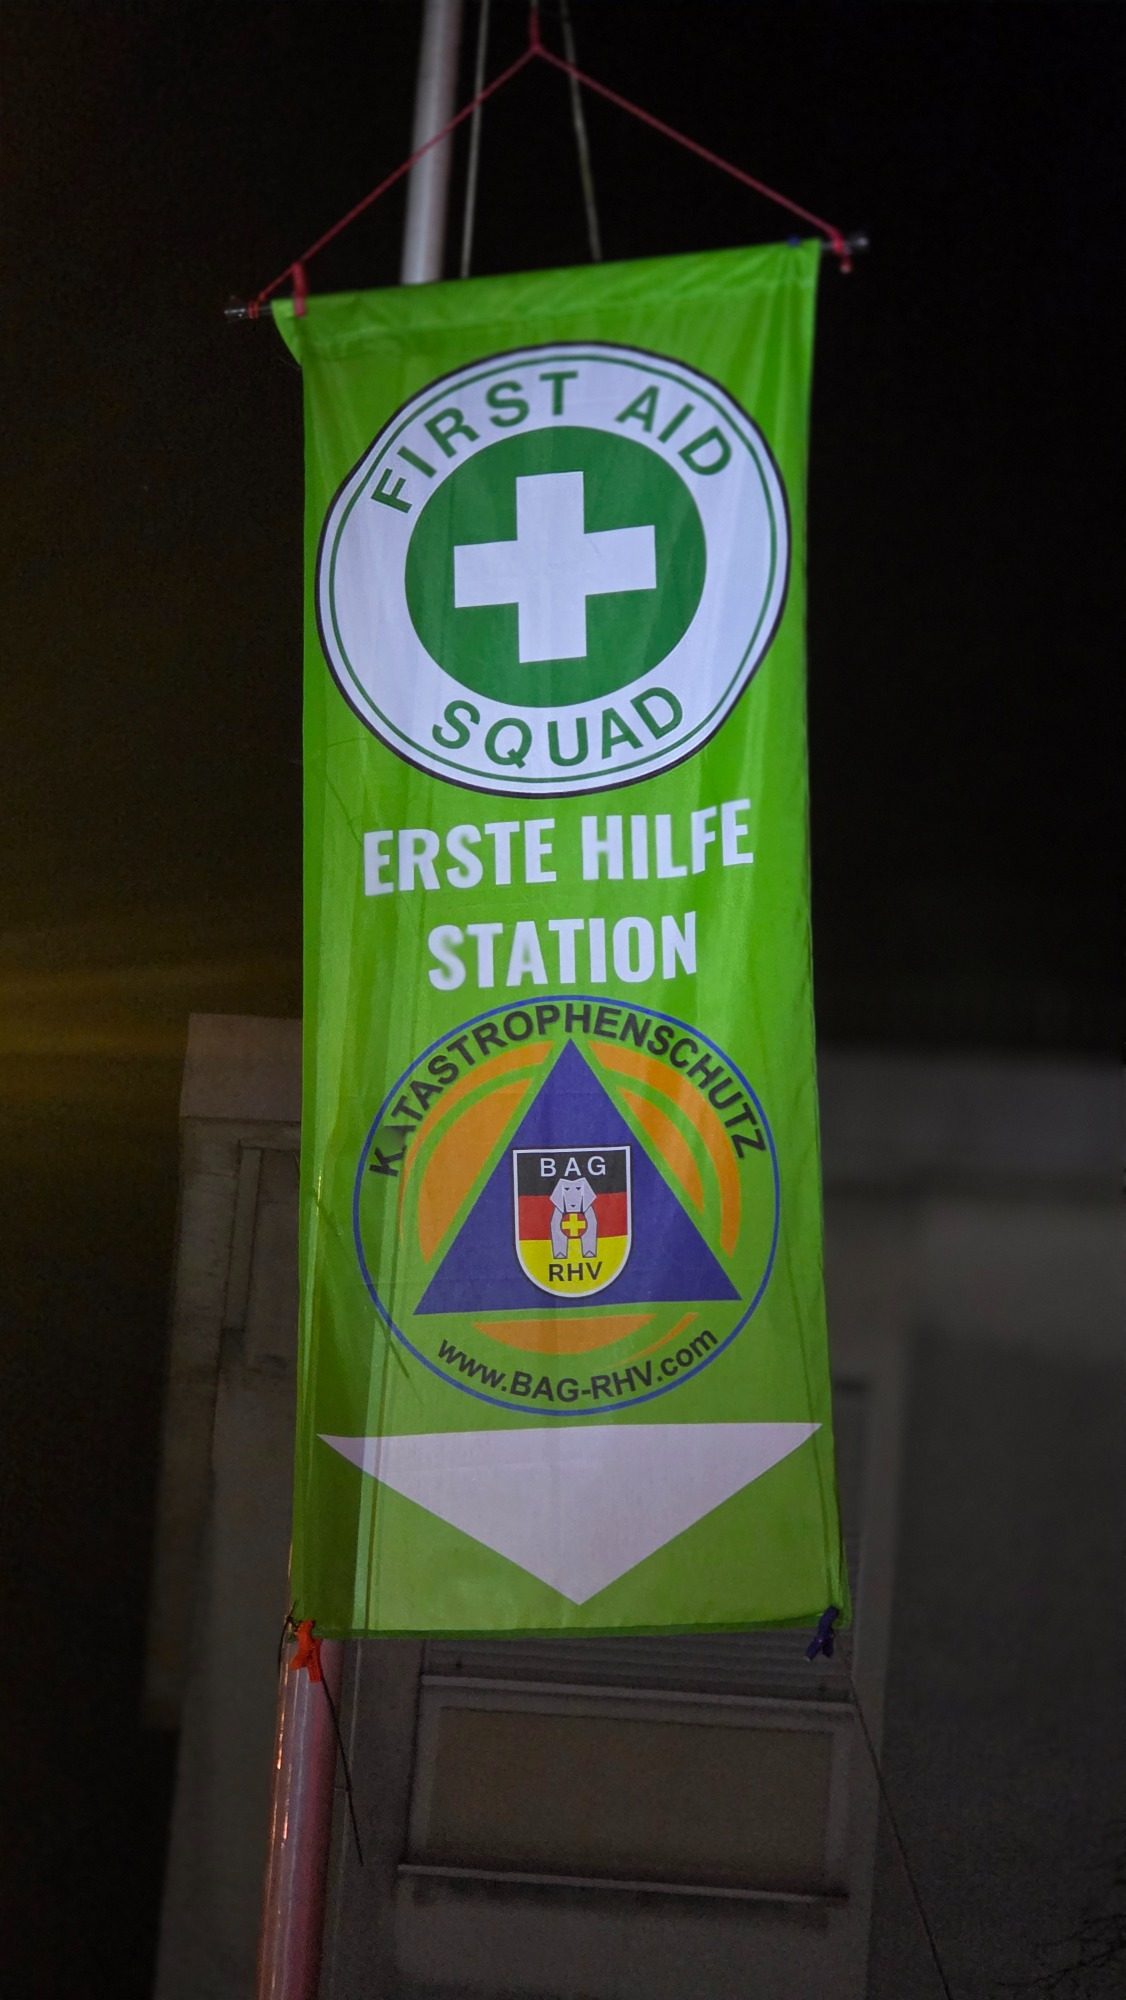 FIRST AID
SQUAD
ERSTE HILFE
STATION
KATASTROPHENSCHUTZ
BAG
RHV
www.BAG-RHV.com